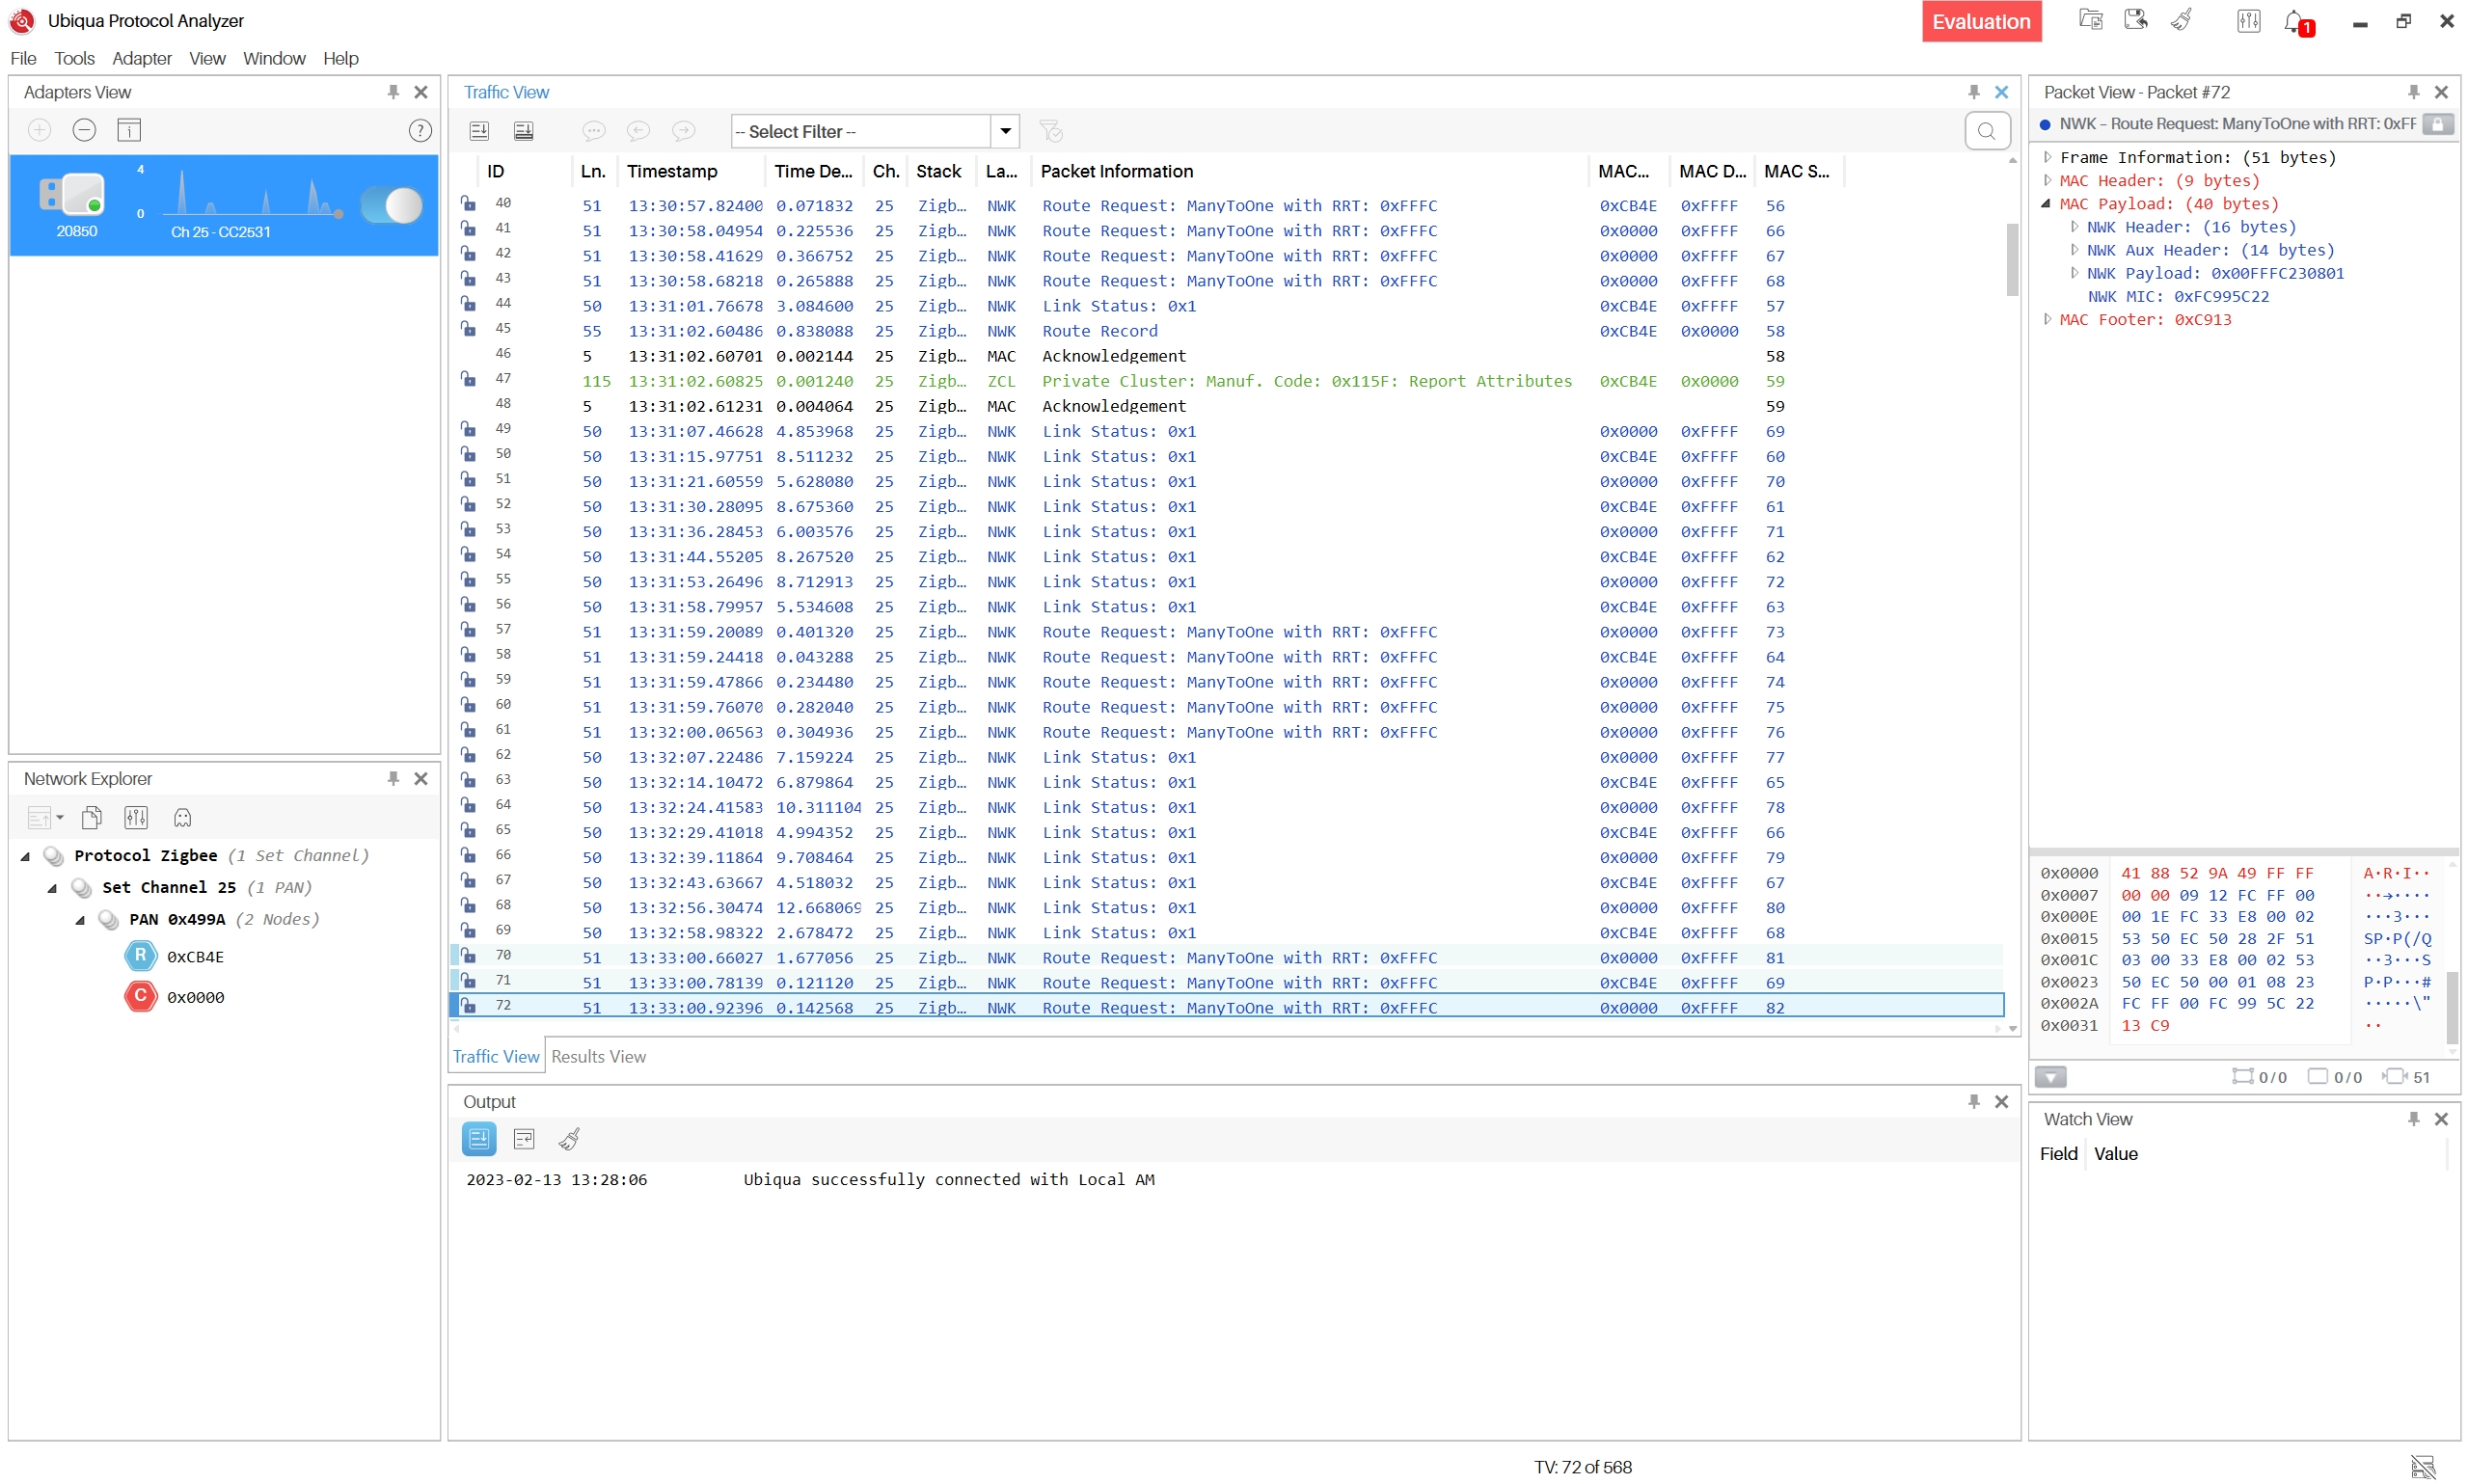 Ubiqua Protocol Analyzer
Evaluation
1
File Tools Adapter View Window Help
Adapters View
?
4
0
20850
Ch 25 - CC2531
Network Explorer
Protocol Zigbee (1 Set Channel)
Set Channel 25 (1 PAN)
PAN 0x499A (2 Nodes)
R 0xCB4E
C 0x0000
Traffic View
-- Select Filter --
ID Ln. Timestamp Time De... Ch. Stack La... Packet Information MAC... MAC D... MAC S...
40 51 13:30:57.82400 0.071832 25 Zigb... NWK Route Request: ManyToOne with RRT: 0xFFFC 0xCB4E 0xFFFF 56
41 51 13:30:58.04954 0.225536 25 Zigb... NWK Route Request: ManyToOne with RRT: 0xFFFC 0x0000 0xFFFF 66
42 51 13:30:58.41629 0.366752 25 Zigb... NWK Route Request: ManyToOne with RRT: 0xFFFC 0x0000 0xFFFF 67
43 51 13:30:58.68218 0.265888 25 Zigb... NWK Route Request: ManyToOne with RRT: 0xFFFC 0x0000 0xFFFF 68
44 50 13:31:01.76678 3.084600 25 Zigb... NWK Link Status: 0x1 0xCB4E 0xFFFF 57
45 55 13:31:02.60486 0.838088 25 Zigb... NWK Route Record 0xCB4E 0x0000 58
46 5 13:31:02.60701 0.002144 25 Zigb... MAC Acknowledgement 58
47 115 13:31:02.60825 0.001240 25 Zigb... ZCL Private Cluster: Manuf. Code: 0x115F: Report Attributes 0xCB4E 0x0000 59
48 5 13:31:02.61231 0.004064 25 Zigb... MAC Acknowledgement 59
49 50 13:31:07.46628 4.853968 25 Zigb... NWK Link Status: 0x1 0x0000 0xFFFF 69
50 50 13:31:15.97751 8.511232 25 Zigb... NWK Link Status: 0x1 0xCB4E 0xFFFF 60
51 50 13:31:21.60559 5.628080 25 Zigb... NWK Link Status: 0x1 0x0000 0xFFFF 70
52 50 13:31:30.28095 8.675360 25 Zigb... NWK Link Status: 0x1 0xCB4E 0xFFFF 61
53 50 13:31:36.28453 6.003576 25 Zigb... NWK Link Status: 0x1 0x0000 0xFFFF 71
54 50 13:31:44.55205 8.267520 25 Zigb... NWK Link Status: 0x1 0xCB4E 0xFFFF 62
55 50 13:31:53.26496 8.712913 25 Zigb... NWK Link Status: 0x1 0x0000 0xFFFF 72
56 50 13:31:58.79957 5.534608 25 Zigb... NWK Link Status: 0x1 0xCB4E 0xFFFF 63
57 51 13:31:59.20089 0.401320 25 Zigb... NWK Route Request: ManyToOne with RRT: 0xFFFC 0x0000 0xFFFF 73
58 51 13:31:59.24418 0.043288 25 Zigb... NWK Route Request: ManyToOne with RRT: 0xFFFC 0xCB4E 0xFFFF 64
59 51 13:31:59.47866 0.234480 25 Zigb... NWK Route Request: ManyToOne with RRT: 0xFFFC 0x0000 0xFFFF 74
60 51 13:31:59.76070 0.282040 25 Zigb... NWK Route Request: ManyToOne with RRT: 0xFFFC 0x0000 0xFFFF 75
61 51 13:32:00.06563 0.304936 25 Zigb... NWK Route Request: ManyToOne with RRT: 0xFFFC 0x0000 0xFFFF 76
62 50 13:32:07.22486 7.159224 25 Zigb... NWK Link Status: 0x1 0x0000 0xFFFF 77
63 50 13:32:14.10472 6.879864 25 Zigb... NWK Link Status: 0x1 0xCB4E 0xFFFF 65
64 50 13:32:24.41583 10.311104 25 Zigb... NWK Link Status: 0x1 0x0000 0xFFFF 78
65 50 13:32:29.41018 4.994352 25 Zigb... NWK Link Status: 0x1 0xCB4E 0xFFFF 66
66 50 13:32:39.11864 9.708464 25 Zigb... NWK Link Status: 0x1 0x0000 0xFFFF 79
67 50 13:32:43.63667 4.518032 25 Zigb... NWK Link Status: 0x1 0xCB4E 0xFFFF 67
68 50 13:32:56.30474 12.668069 25 Zigb... NWK Link Status: 0x1 0x0000 0xFFFF 80
69 50 13:32:58.98322 2.678472 25 Zigb... NWK Link Status: 0x1 0xCB4E 0xFFFF 68
70 51 13:33:00.66027 1.677056 25 Zigb... NWK Route Request: ManyToOne with RRT: 0xFFFC 0x0000 0xFFFF 81
71 51 13:33:00.78139 0.121120 25 Zigb... NWK Route Request: ManyToOne with RRT: 0xFFFC 0xCB4E 0xFFFF 69
72 51 13:33:00.92396 0.142568 25 Zigb... NWK Route Request: ManyToOne with RRT: 0xFFFC 0x0000 0xFFFF 82
Traffic View Results View
Output
2023-02-13 13:28:06 Ubiqua successfully connected with Local AM
Packet View - Packet #72
NWK - Route Request: ManyToOne with RRT: 0xFF
Frame Information: (51 bytes)
MAC Header: (9 bytes)
MAC Payload: (40 bytes)
NWK Header: (16 bytes)
NWK Aux Header: (14 bytes)
NWK Payload: 0x00FFFC230801
NWK MIC: 0xFC995C22
MAC Footer: 0xC913
0x0000 41 88 52 9A 49 FF FF A·R·I··
0x0007 00 00 09 12 FC FF 00 ··→····
0x000E 00 1E FC 33 E8 00 02 ···3···
0x0015 53 50 EC 50 28 2F 51 SP·P(/Q
0x001C 03 00 33 E8 00 02 53 ··3···S
0x0023 50 EC 50 00 01 08 23 P·P···#
0x002A FC FF 00 FC 99 5C 22 ·····\"
0x0031 13 C9 ··
0/0 0/0 51
Watch View
Field Value
TV: 72 of 568